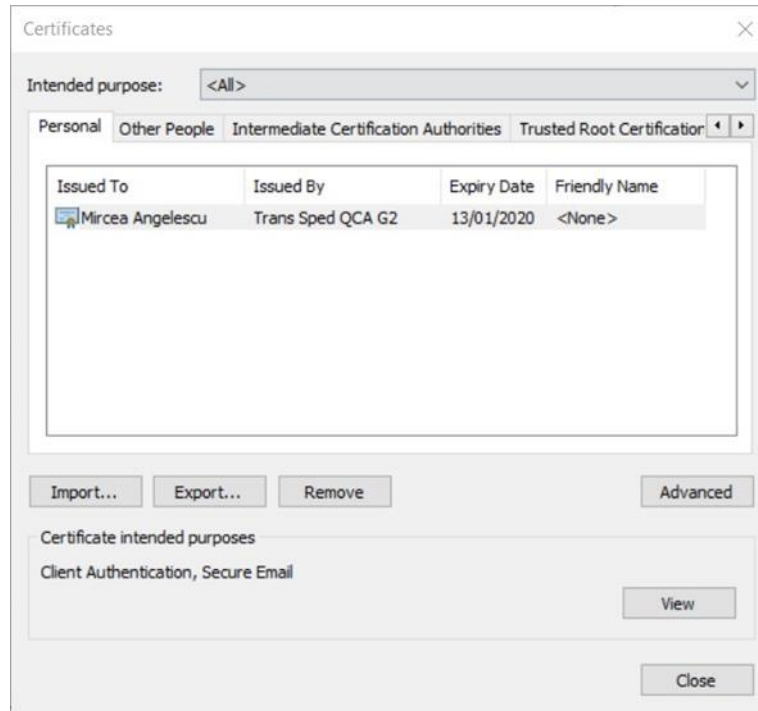 Certificates
Intended purpose: <All>
Personal Other People Intermediate Certification Authorities Trusted Root Certification
Issued To Issued By Expiry Date Friendly Name
Mircea Angelescu Trans Sped QCA G2 13/01/2020 <None>
Import... Export... Remove Advanced
Certificate intended purposes
Client Authentication, Secure Email
View
Close